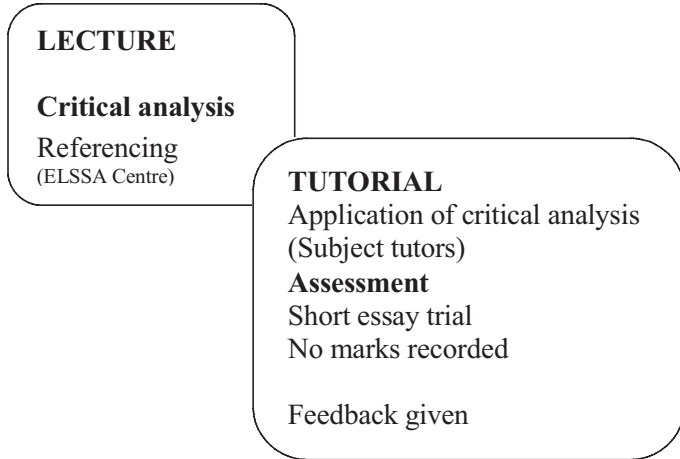 LECTURE
Critical analysis
Referencing
(ELSSA Centre)
TUTORIAL
Application of critical analysis
(Subject tutors)
Assessment
Short essay trial
No marks recorded
Feedback given